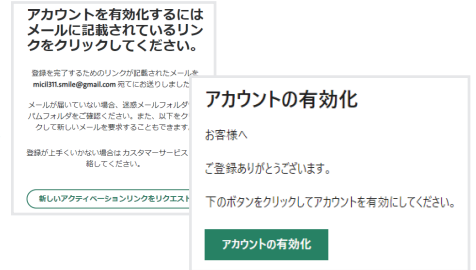 アカウントを有効化するには
メールに記載されているリン
クをクリックしてください。
登録を完了するためのリンクが記載されたメールを
micil311.smile@gmail.com 宛てにお送りしました
メールが届いていない場合、迷惑メールフォルダ
パムフォルダをご確認ください。また、以下をク
クして新しいメールを要求することもできます
登録が上手くいかない場合は カスタマーサービス
絡してください。
新しいアクティベーションリンクをリクエスト
アカウントの有効化
お客様へ
ご登録ありがとうございます。
下のボタンをクリックしてアカウントを有効にしてください。
アカウントの有効化